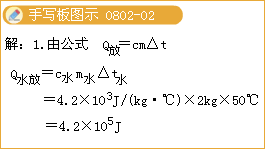 手写板图示 0802-02
解：1.由公式 Q放=cm△t
Q水放=c水m水△t水
=4.2×10³J/(kg·℃)×2kg×50℃
=4.2×10⁵J